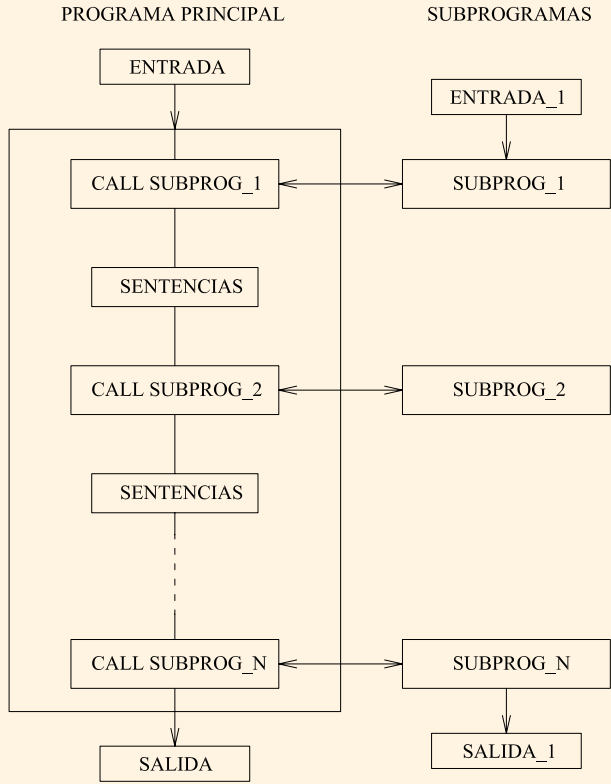 PROGRAMA PRINCIPAL
SUBPROGRAMAS
ENTRADA
ENTRADA_1
CALL SUBPROG_1
SUBPROG_1
SENTENCIAS
CALL SUBPROG_2
SUBPROG_2
SENTENCIAS
CALL SUBPROG_N
SUBPROG_N
SALIDA
SALIDA_1